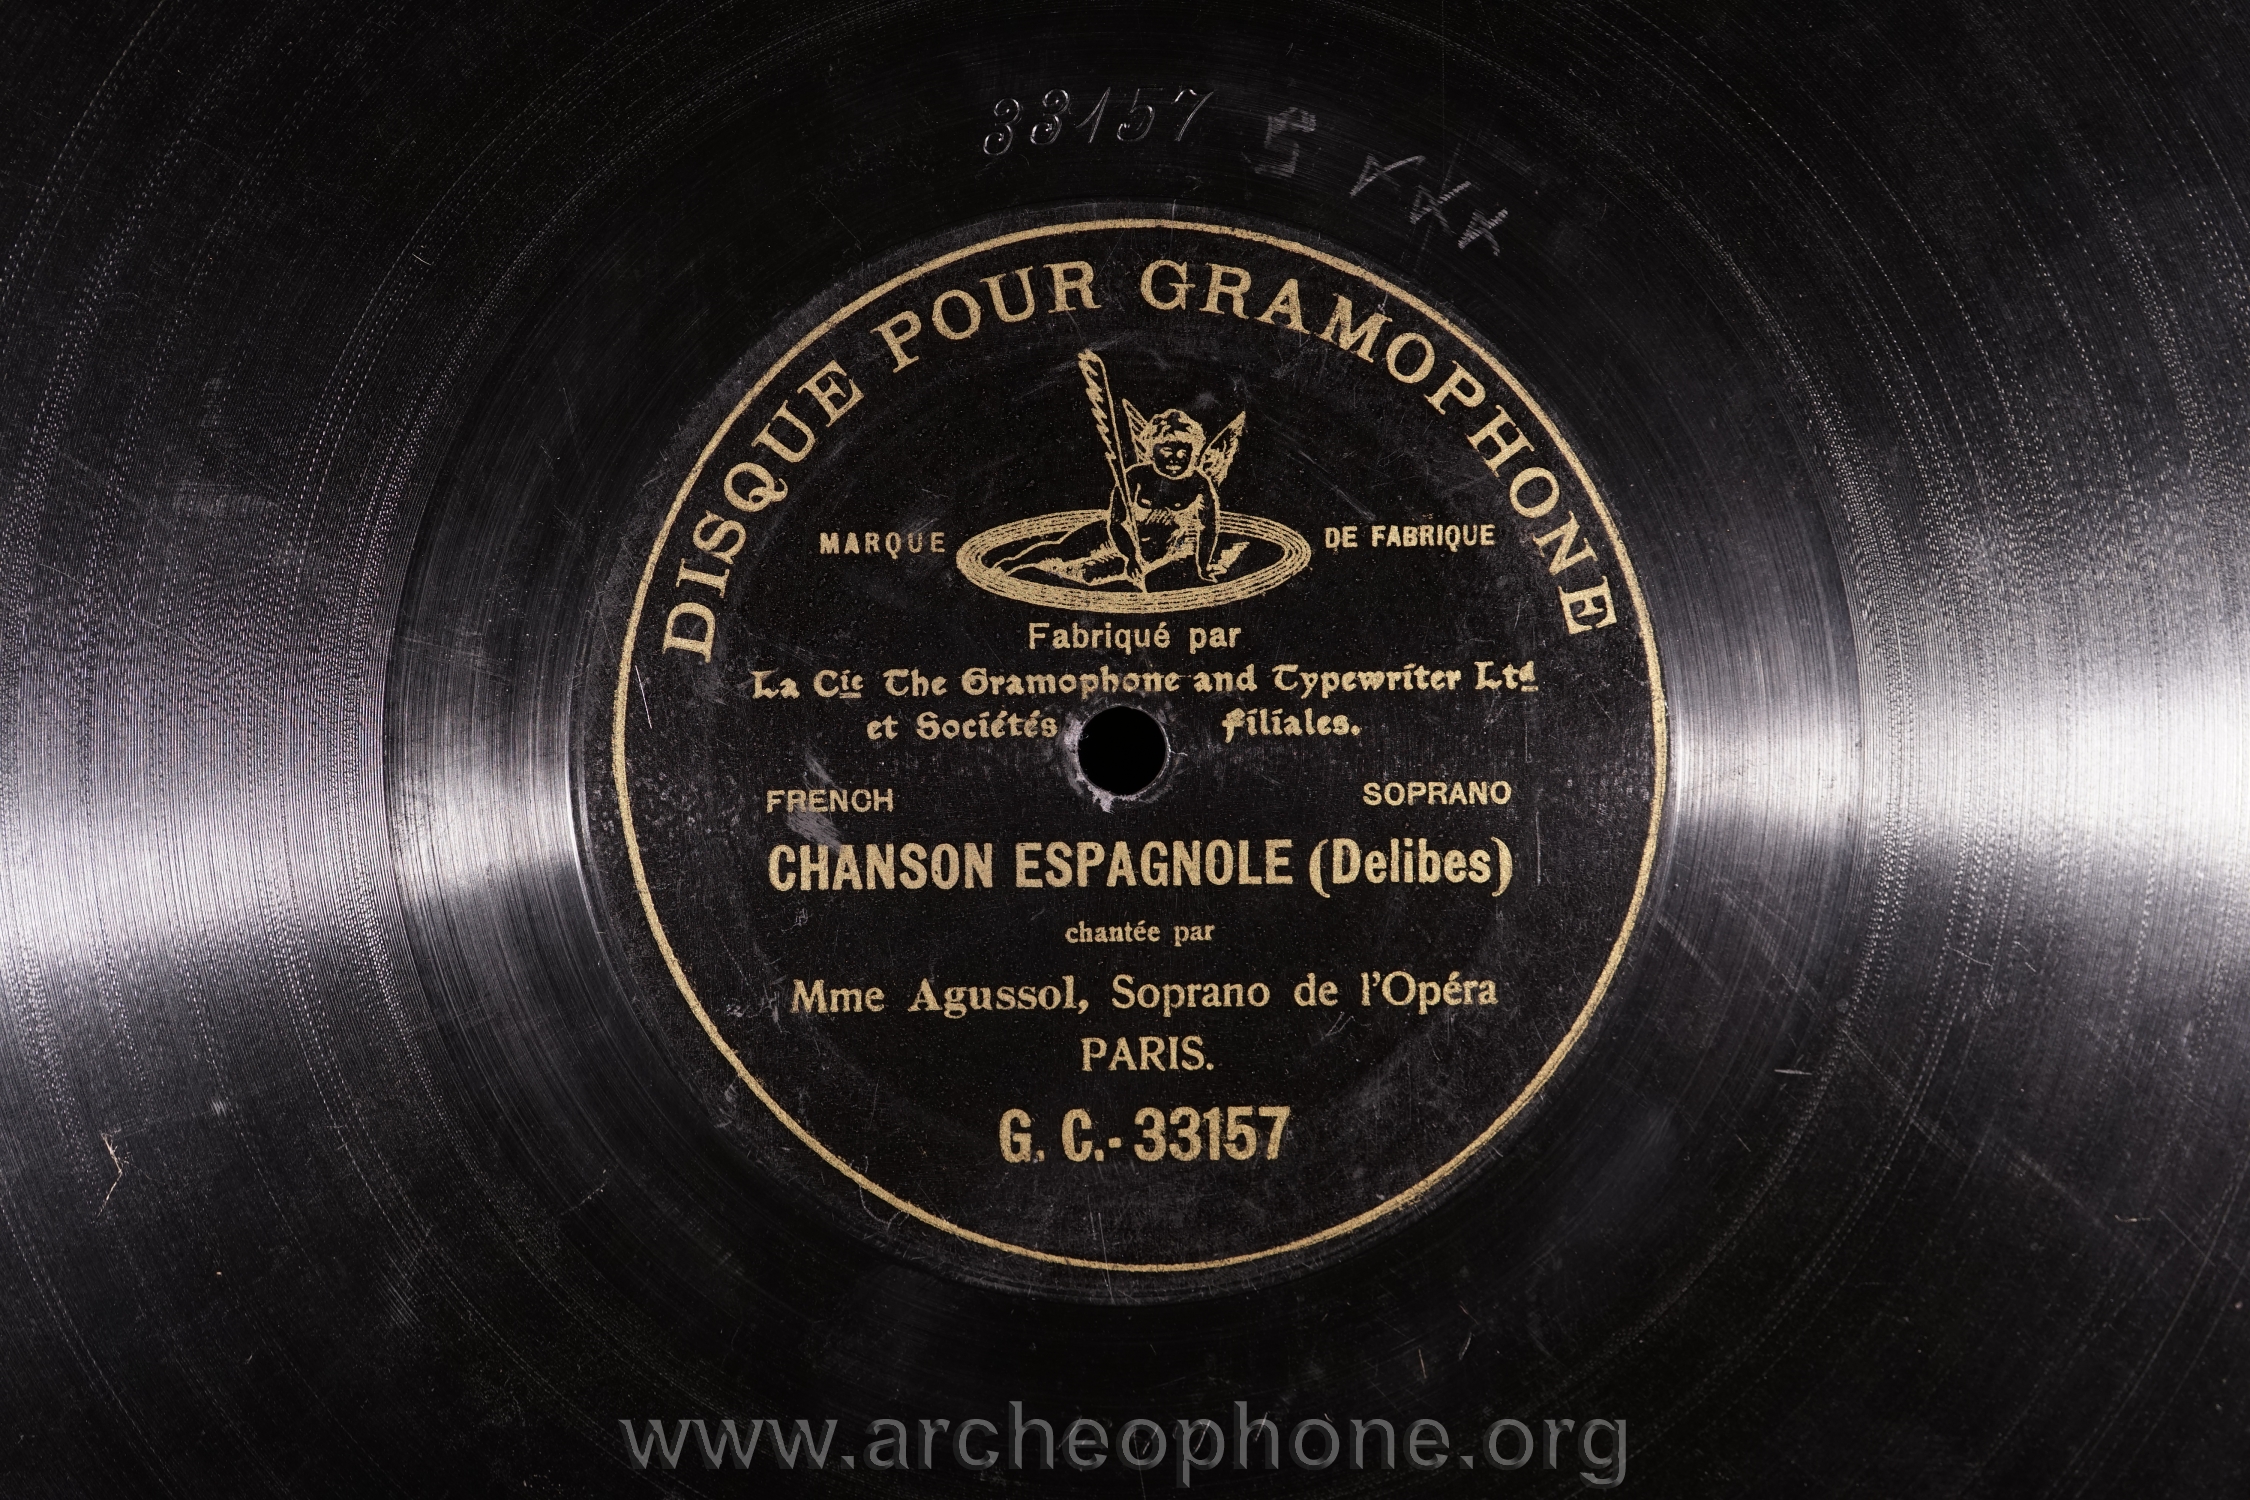 33157
DISQUE POUR GRAMOPHONE
MARQUE DE FABRIQUE
Fabriqué par
La Cie The Gramophone and Typewriter Ltd
et Sociétés filiales.
FRENCH SOPRANO
CHANSON ESPAGNOLE (Delibes)
chantée par
Mme Agussol, Soprano de l'Opéra
PARIS.
G. C.- 33157
www.archeophone.org